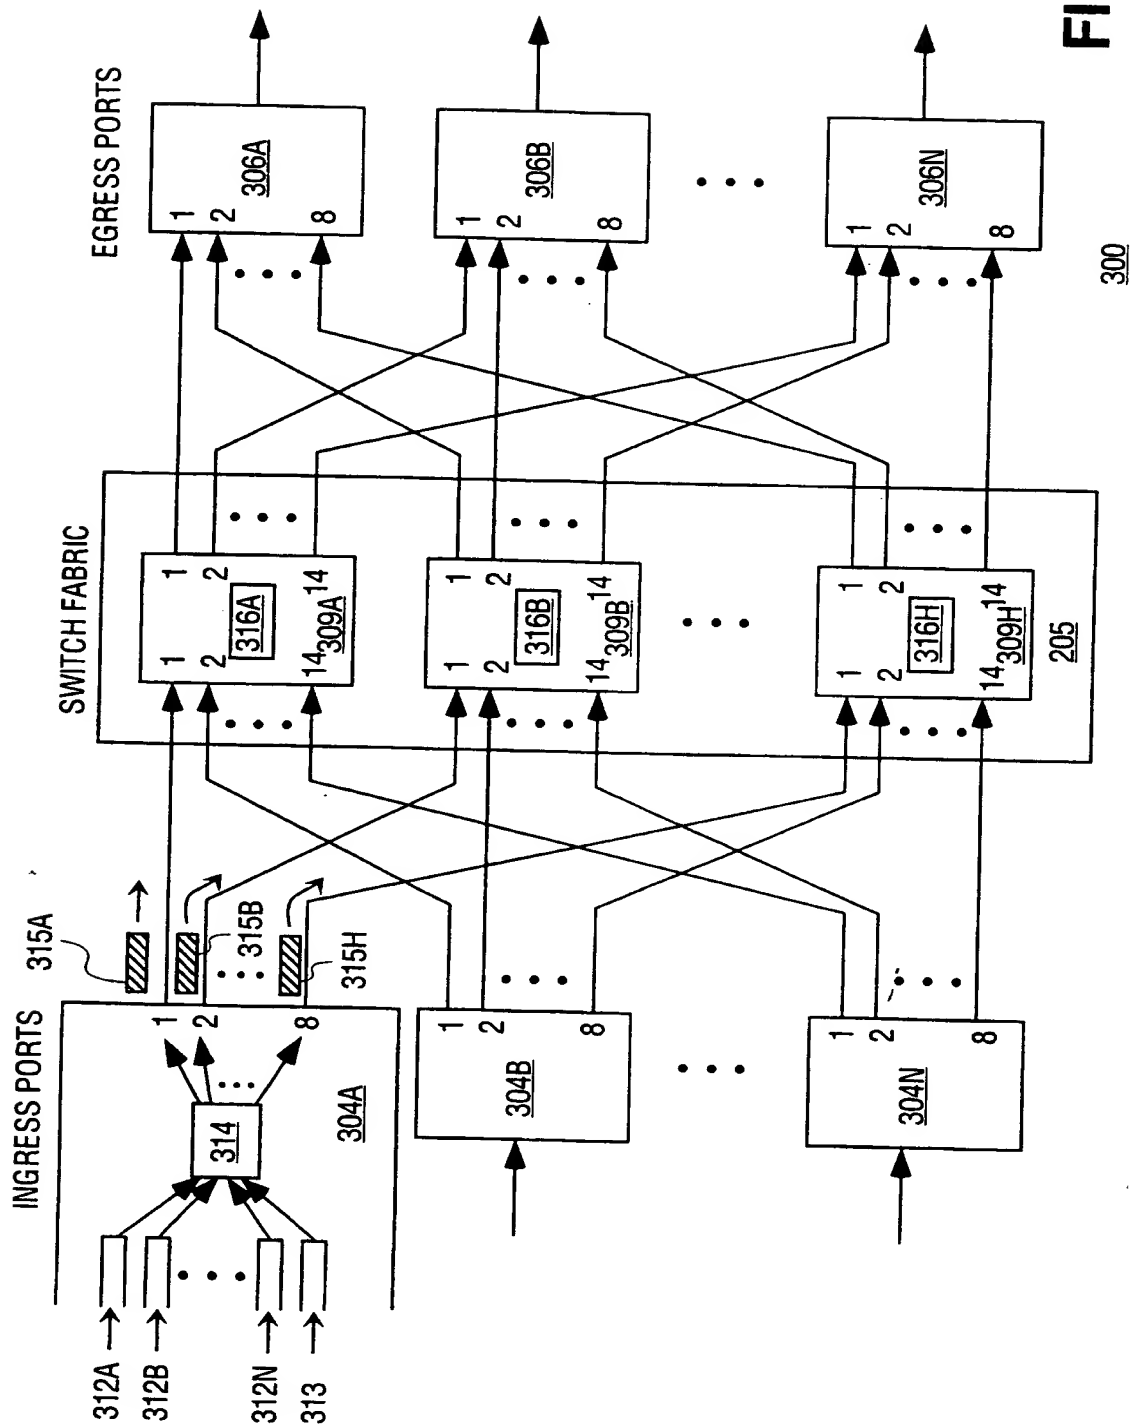 INGRESS PORTS
312A
312B
312N
313
314
304A
1
2
8
315A
315B
315H
304B
1
2
8
304N
1
2
8
SWITCH FABRIC
1
2
14
316A
309A
1
2
14
1
2
14
316B
309B
1
2
14
1
2
14
316H
309H
1
2
14
205
EGRESS PORTS
1
2
8
306A
1
2
8
306B
1
2
8
306N
300